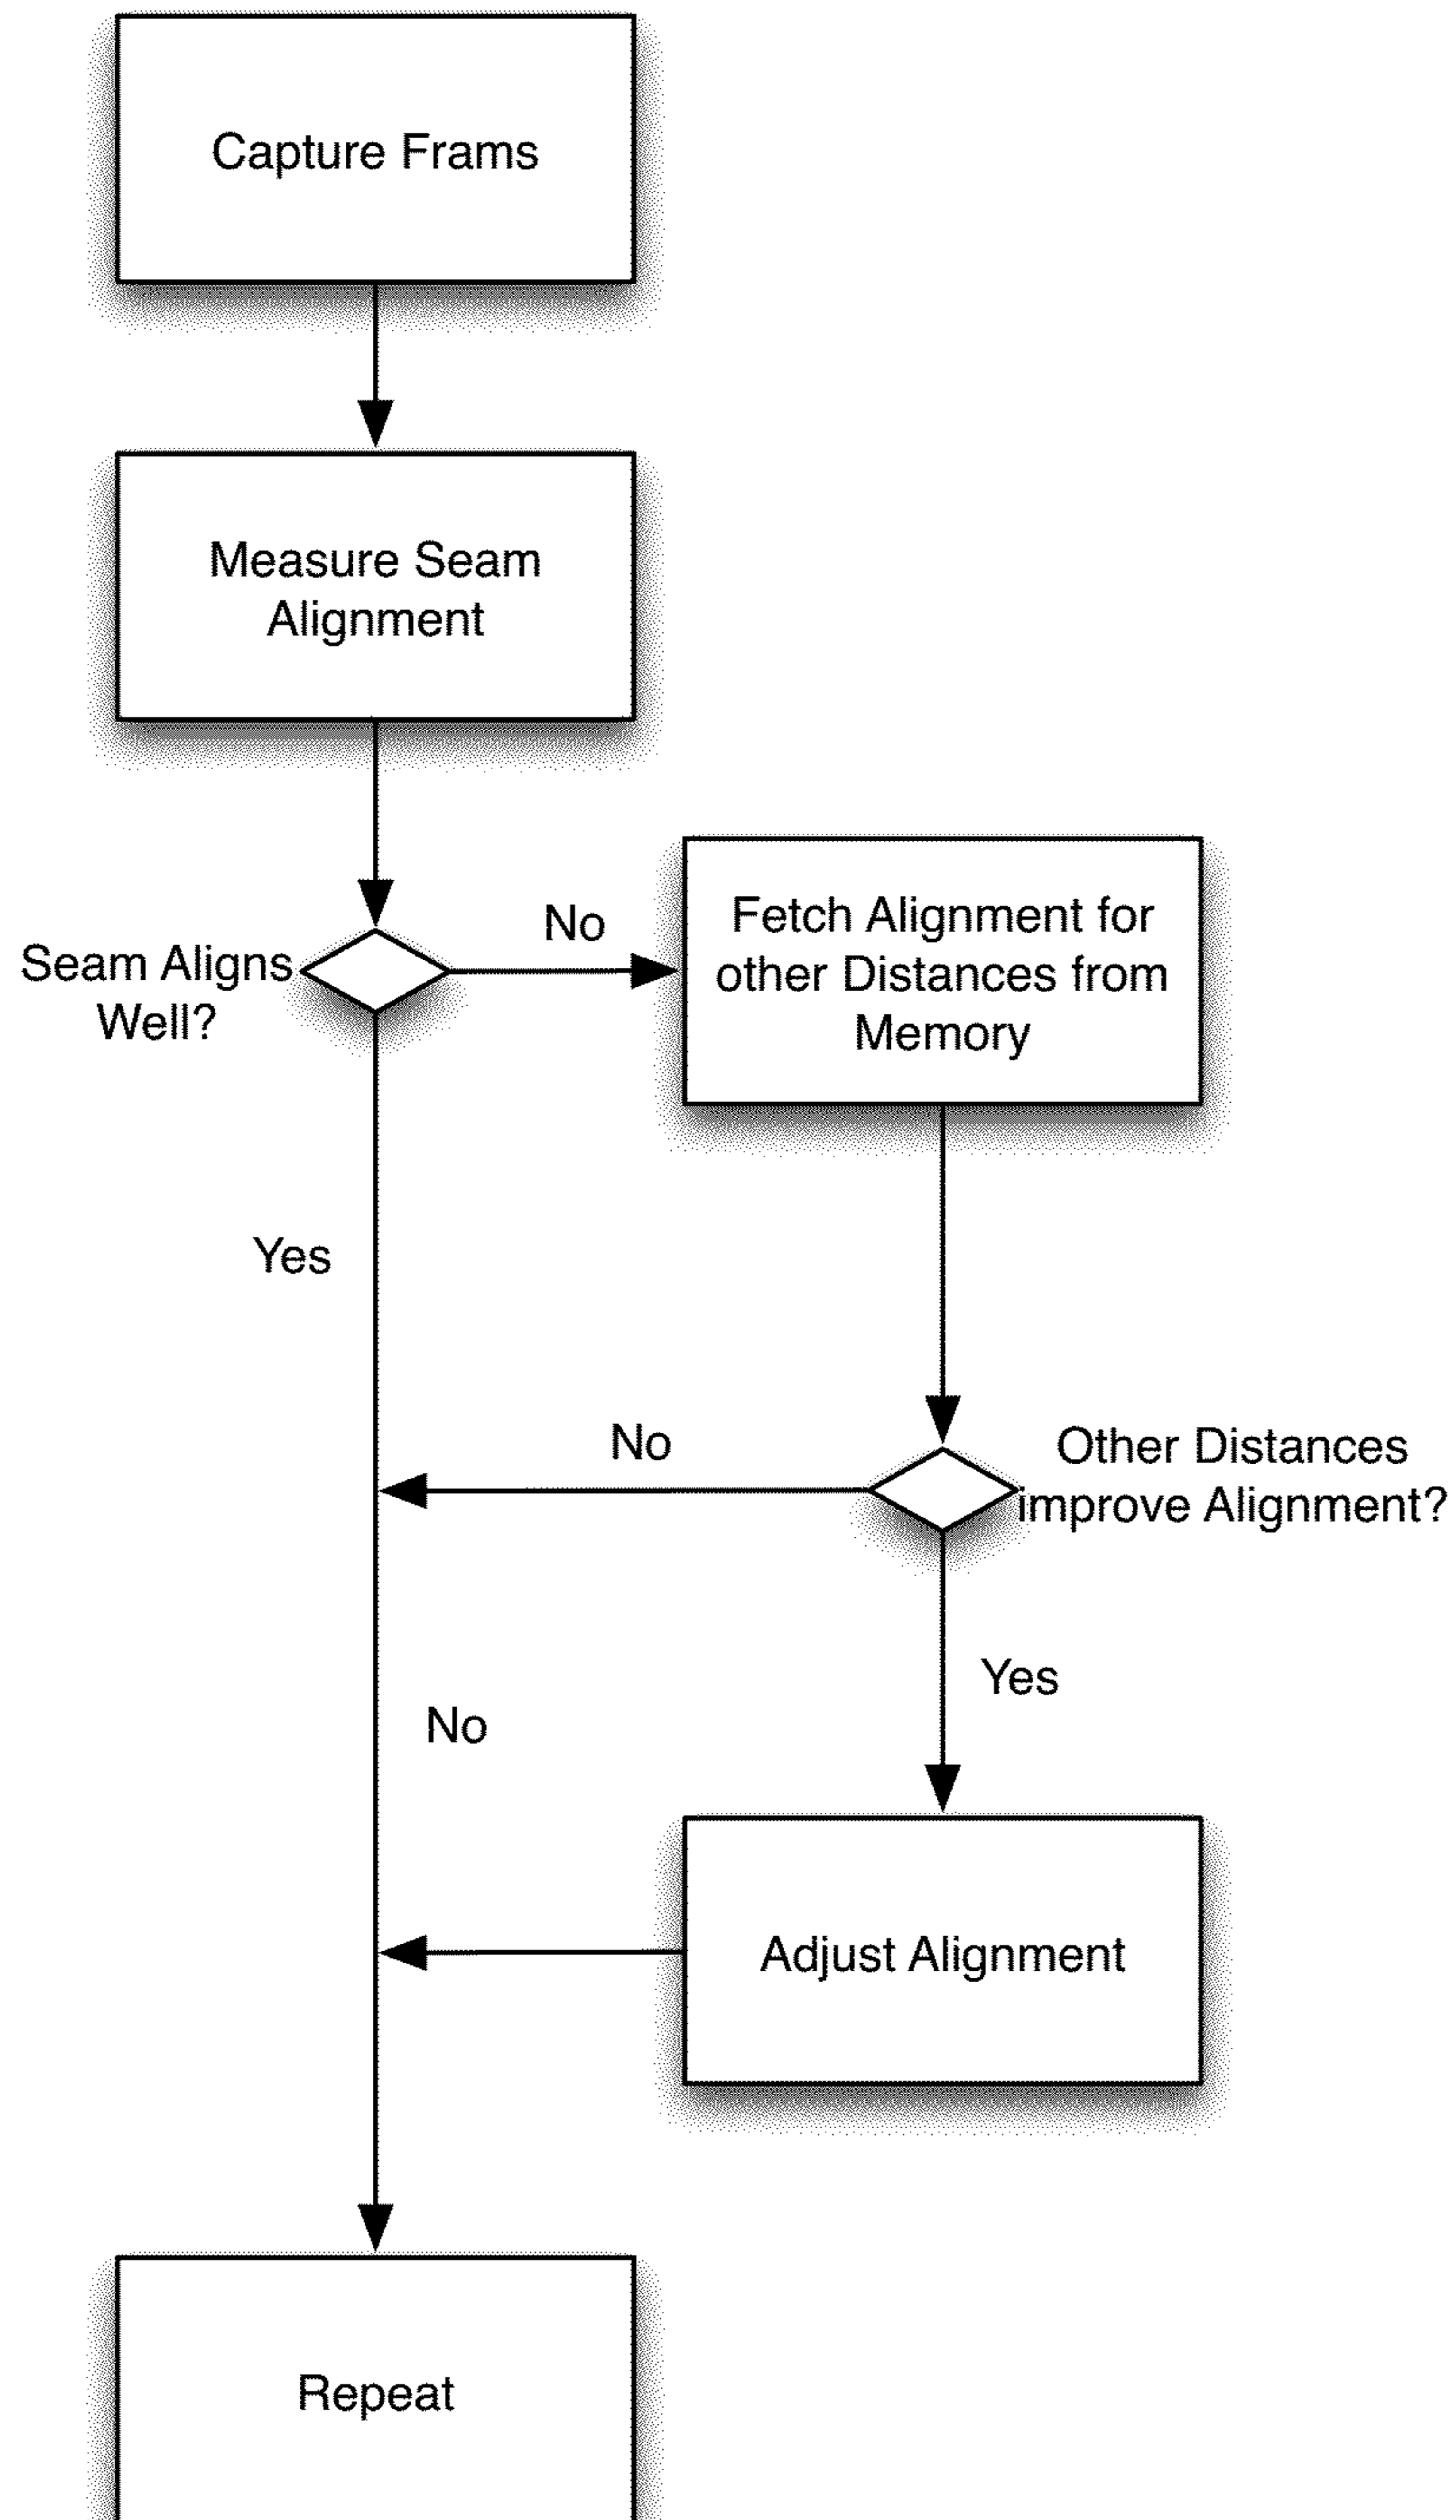 Capture Frams
Measure Seam
Alignment
No
Fetch Alignment for
other Distances from
Memory
Seam Aligns
Well?
Yes
No
Other Distances
improve Alignment?
Yes
No
Adjust Alignment
Repeat